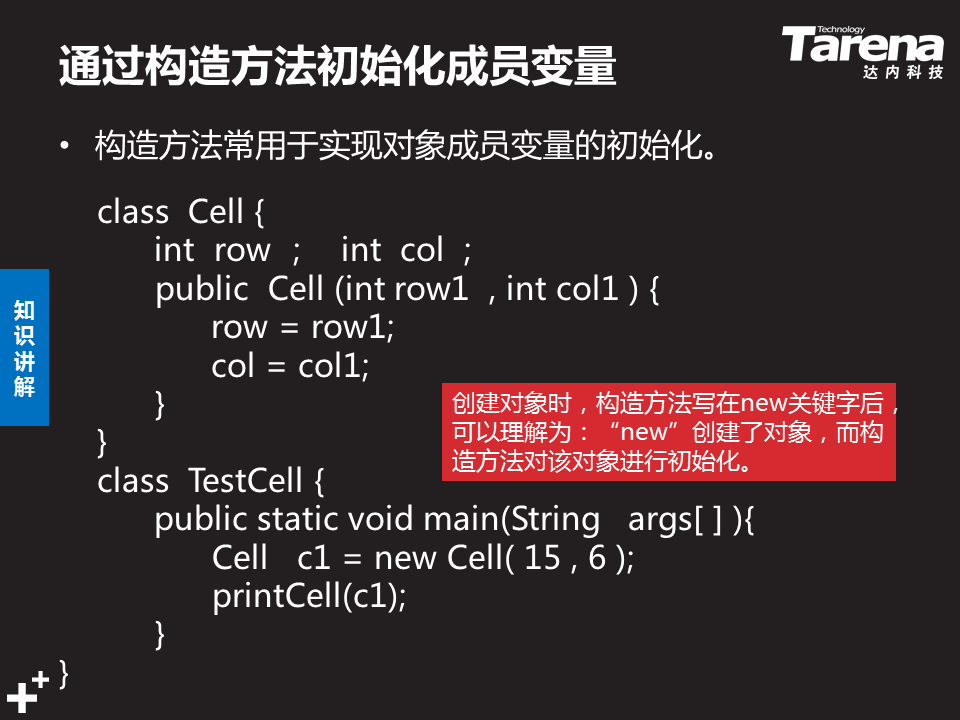 通过构造方法初始化成员变量
Technology
Tarena
达内科技
• 构造方法常用于实现对象成员变量的初始化。
class Cell {
int row ; int col ;
public Cell (int row1 , int col1 ) {
row = row1;
col = col1;
}
}
class TestCell {
public static void main(String args[ ] ){
Cell c1 = new Cell( 15 , 6 );
printCell(c1);
}
}
创建对象时，构造方法写在new关键字后，
可以理解为：“new”创建了对象，而构
造方法对该对象进行初始化。
知
识
讲
解